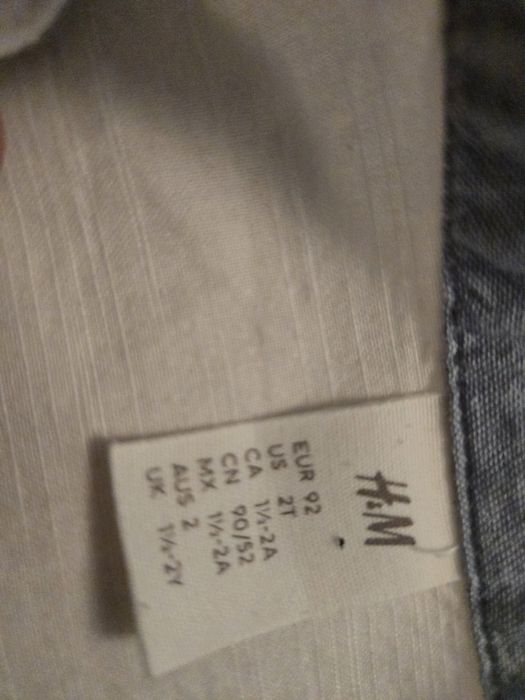 H&M
EUR 92
US 2T
CA 1½-2A
CN 90/52
MX 1½-2A
AUS 2
UK 1½-2Y